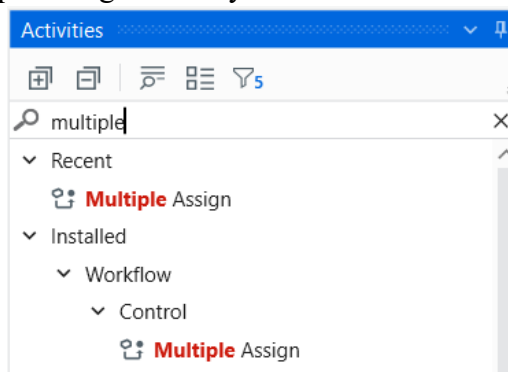 Activities
5
multiple
Recent
Multiple Assign
Installed
Workflow
Control
Multiple Assign